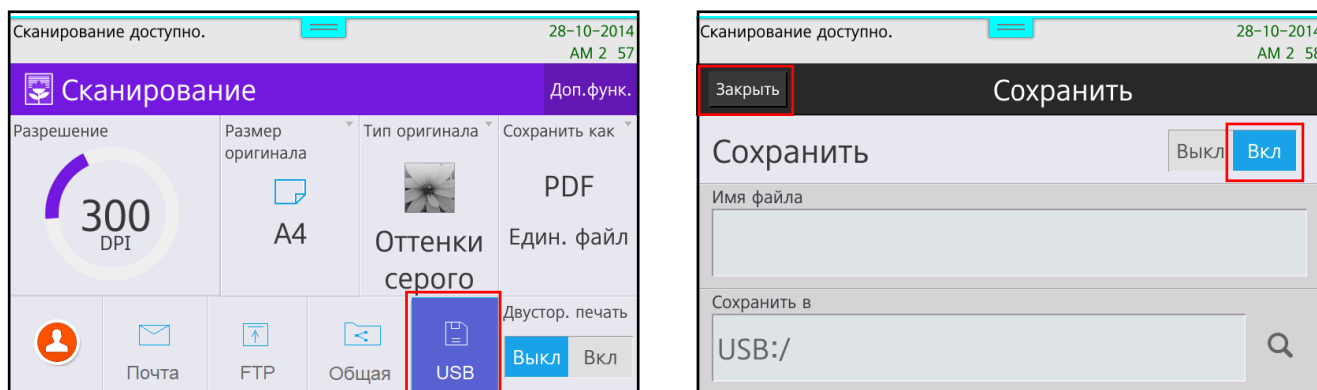 Сканирование доступно.
28-10-2014
AM 2 57
Сканирование
Доп.функ.
Разрешение
300
DPI
Размер
оригинала
A4
Тип оригинала
Оттенки
серого
Сохранить как
PDF
Един. файл
Почта
FTP
Общая
USB
Двустор. печать
Выкл Вкл
Сканирование доступно.
28-10-2014
AM 2 58
Закрыть
Сохранить
Сохранить
Выкл Вкл
Имя файла
Сохранить в
USB:/